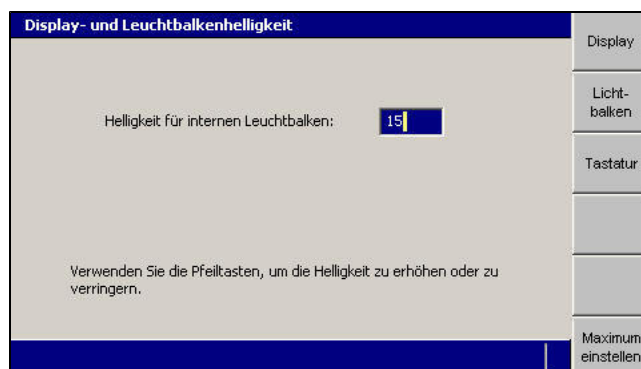 Display- und Leuchtbalkenhelligkeit
Helligkeit für internen Leuchtbalken:
15
Verwenden Sie die Pfeiltasten, um die Helligkeit zu erhöhen oder zu
verringern.
Display
Licht-
balken
Tastatur
Maximum
einstellen